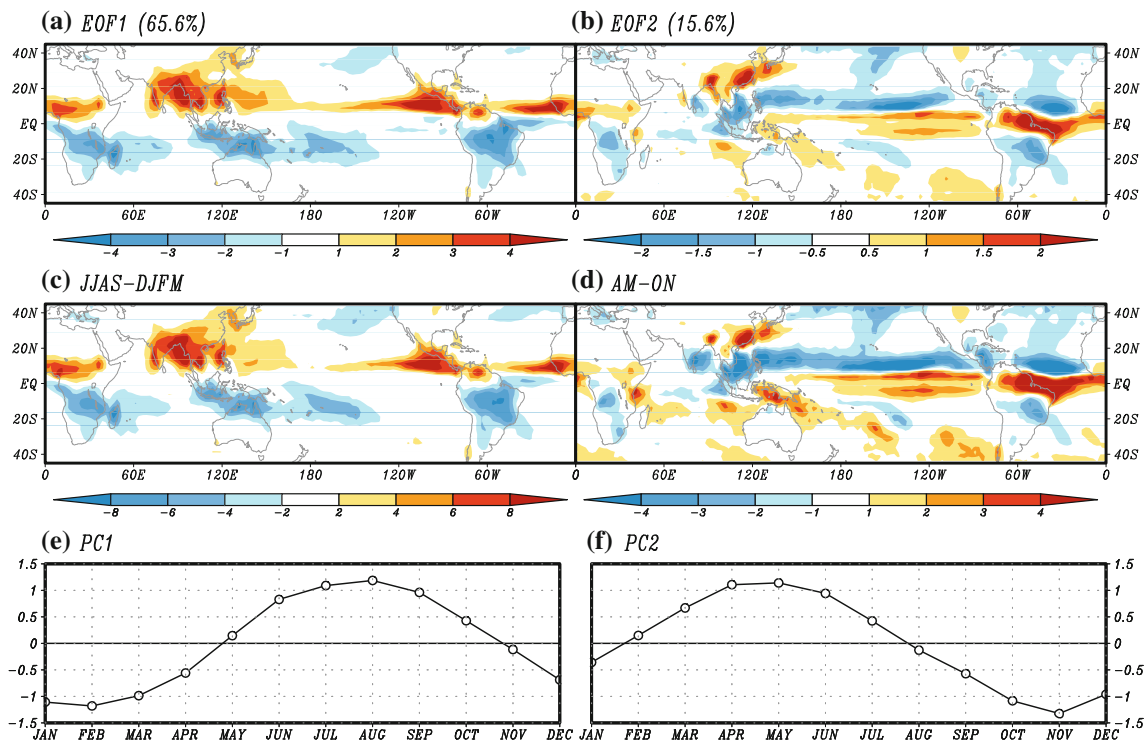 (a) EOF1 (65.6%)
(b) EOF2 (15.6%)
40N
20N
EQ
20S
40S
0 60E 120E 180 120W 60W
40N
20N
EQ
20S
40S
0 60E 120E 180 120W 60W 0
-4 -3 -2 -1 1 2 3 4
-2 -1.5 -1 -0.5 0.5 1 1.5 2
(c) JJAS-DJFM
(d) AM-ON
40N
20N
EQ
20S
40S
0 60E 120E 180 120W 60W
40N
20N
EQ
20S
40S
0 60E 120E 180 120W 60W 0
-8 -6 -4 -2 2 4 6 8
-4 -3 -2 -1 1 2 3 4
(e) PC1
(f) PC2
1.5
1
0.5
0
-0.5
-1
-1.5
JAN FEB MAR APR MAY JUN JUL AUG SEP OCT NOV DEC
1.5
1
0.5
0
-0.5
-1
-1.5
JAN FEB MAR APR MAY JUN JUL AUG SEP OCT NOV DEC